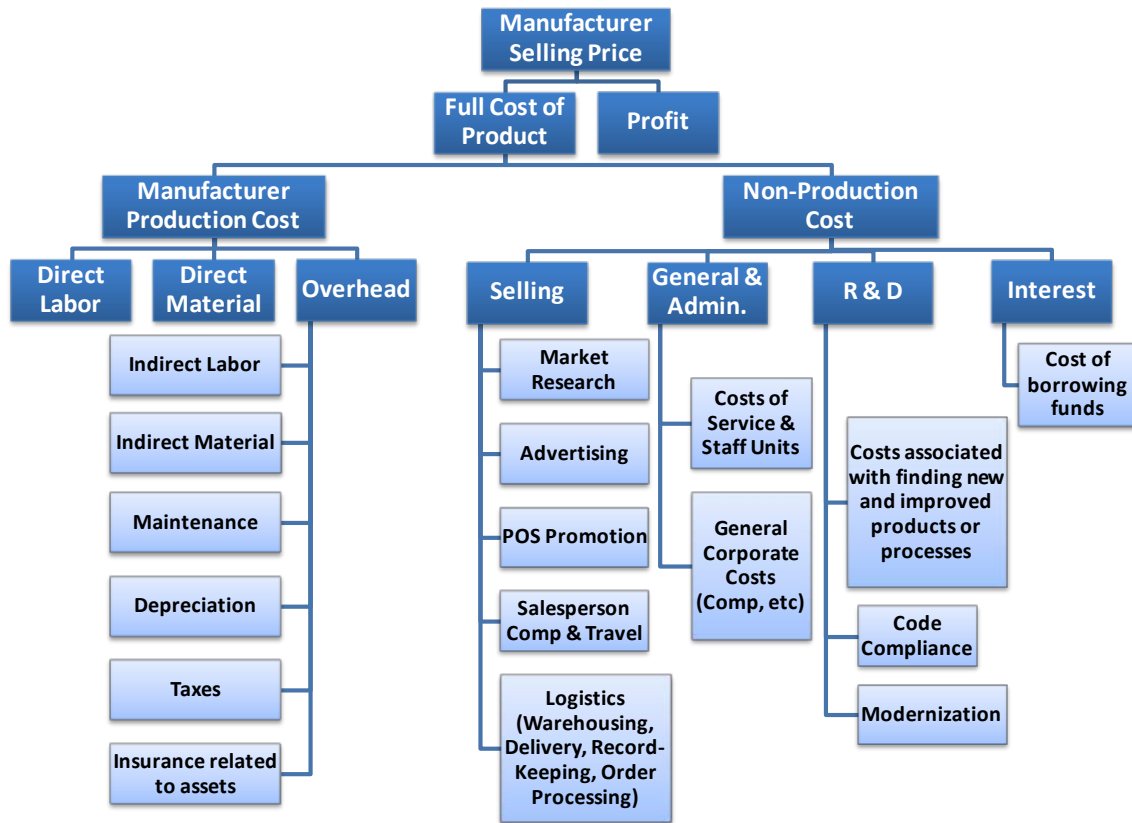 Manufacturer
Selling Price
Full Cost of
Product
Profit
Manufacturer
Production Cost
Non-Production
Cost
Direct
Labor
Direct
Material
Overhead
Selling
General &
Admin.
R & D
Interest
Indirect Labor
Indirect Material
Maintenance
Depreciation
Taxes
Insurance related
to assets
Market
Research
Advertising
POS Promotion
Salesperson
Comp & Travel
Logistics
(Warehousing,
Delivery, Record-
Keeping, Order
Processing)
Costs of
Service &
Staff Units
General
Corporate
Costs
(Comp, etc)
Costs associated
with finding new
and improved
products or
processes
Code
Compliance
Modernization
Cost of
borrowing
funds